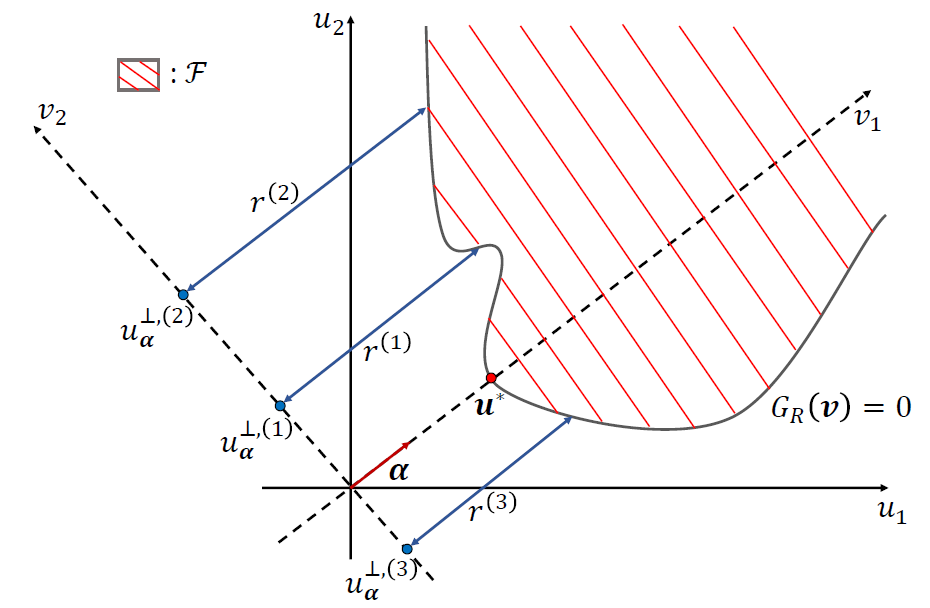 u₂
: ℱ
v₂
v₁
r⁽²⁾
u_α^{⊥,(2)}
r⁽¹⁾
u_α^{⊥,(1)}
u*
G_R(v) = 0
α
r⁽³⁾
u₁
u_α^{⊥,(3)}